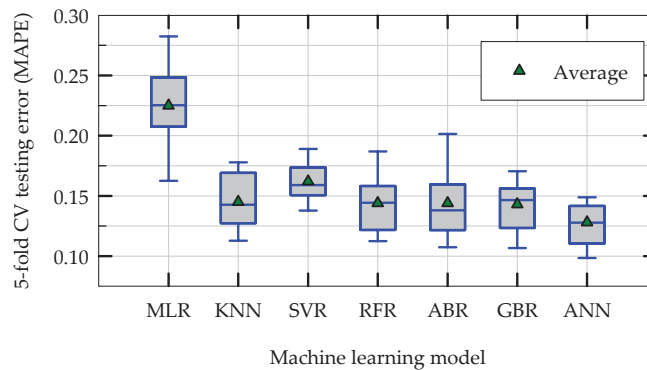 5-fold CV testing error (MAPE)
0.30
0.25
0.20
0.15
0.10
Average
MLR KNN SVR RFR ABR GBR ANN
Machine learning model